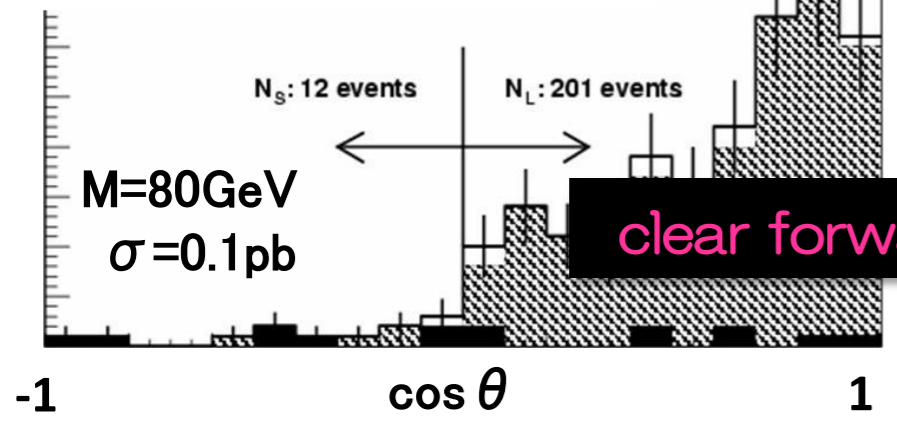 N_S: 12 events
N_L: 201 events
M=80GeV
σ=0.1pb
clear forw
-1
cos θ
1